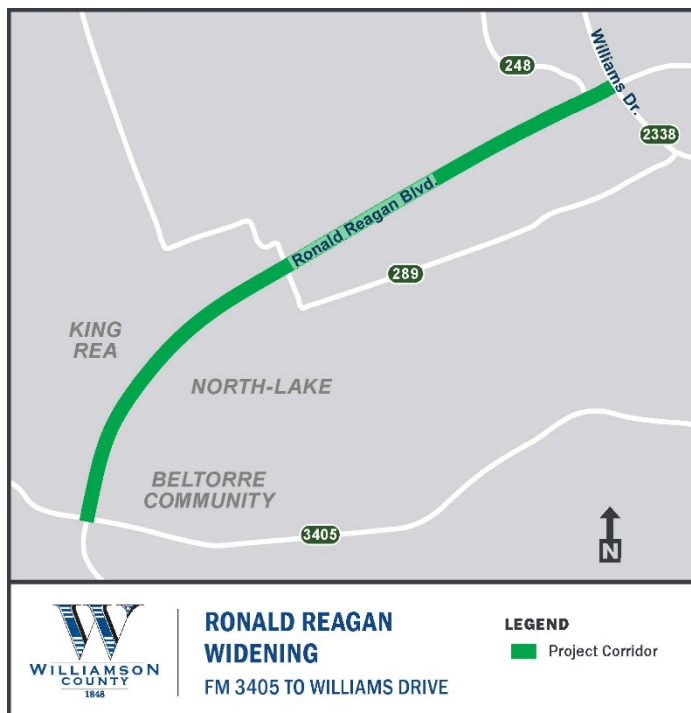 248
Williams Dr.
2338
Ronald Reagan Blvd.
289
KING
REA
NORTH-LAKE
BELTORRE
COMMUNITY
3405
N
W
WILLIAMSON
COUNTY
1848
RONALD REAGAN
WIDENING
FM 3405 TO WILLIAMS DRIVE
LEGEND
Project Corridor